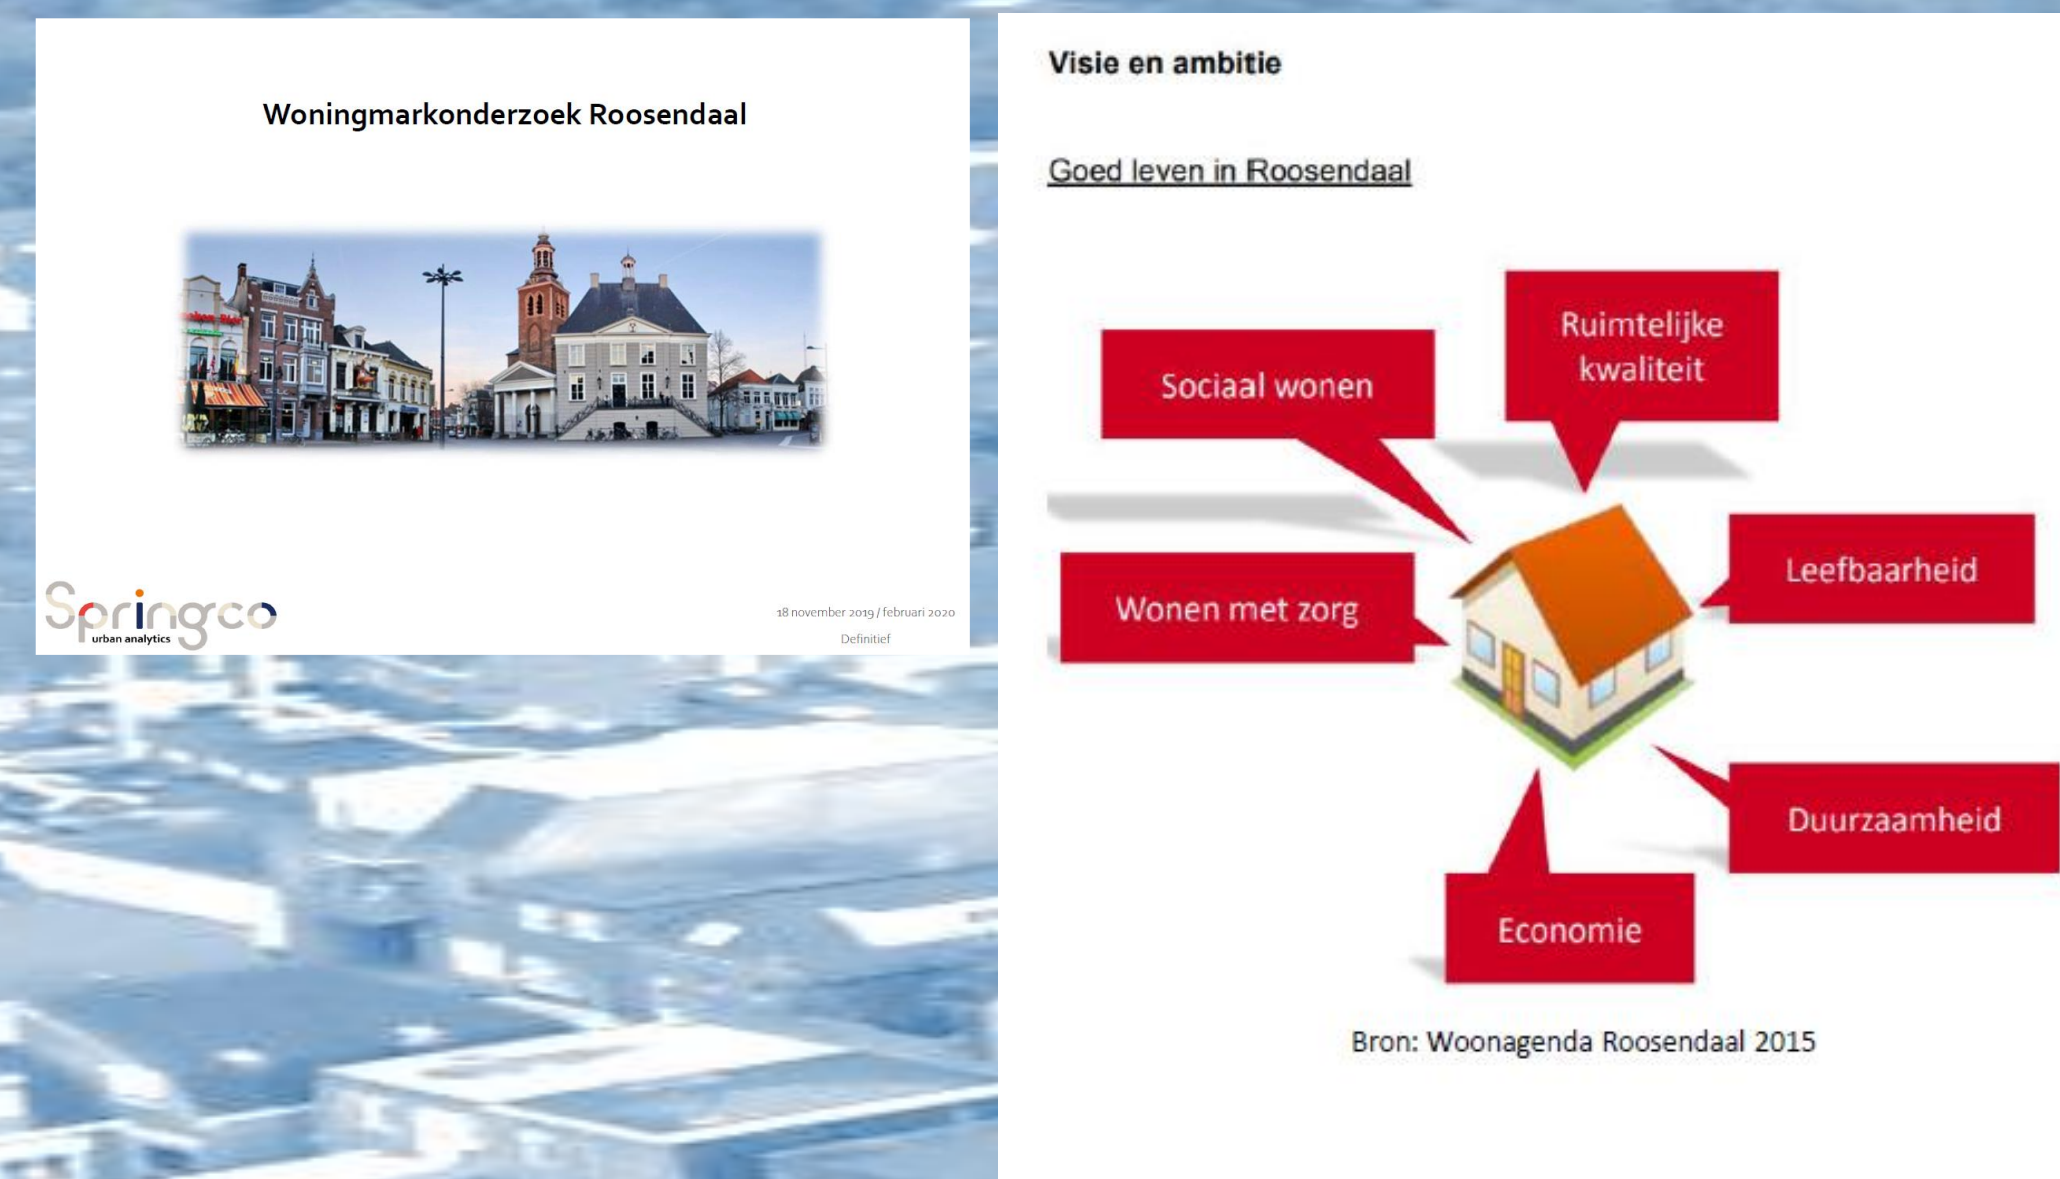 Woningmarkonderzoek Roosendaal
Springco
urban analytics
18 november 2019 / februari 2020
Definitief
Visie en ambitie
Goed leven in Roosendaal
Ruimtelijke
kwaliteit
Sociaal wonen
Leefbaarheid
Wonen met zorg
Duurzaamheid
Economie
Bron: Woonagenda Roosendaal 2015